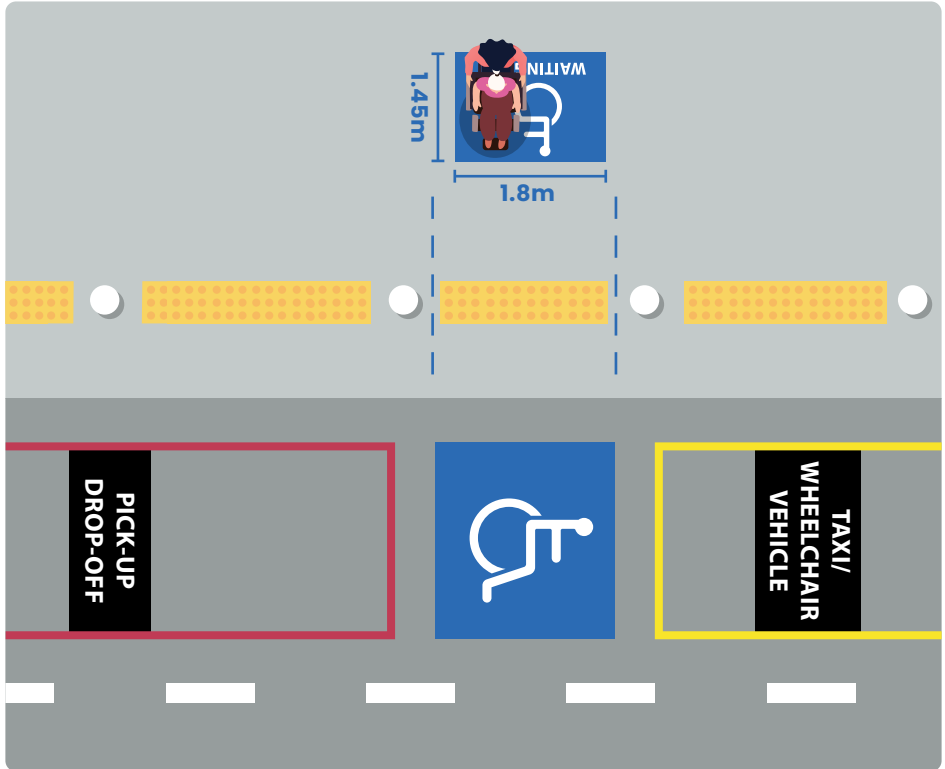 WAITING
1.45m
1.8m
PICK-UP
DROP-OFF
TAXI/
WHEELCHAIR
VEHICLE